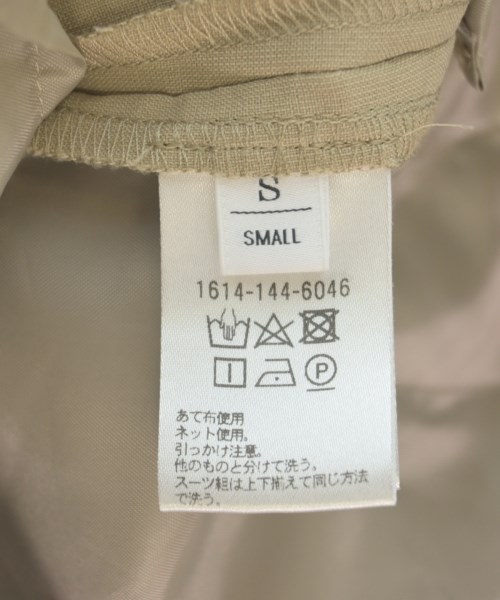 S
SMALL
1614-144-6046
P
あて布使用
ネット使用。
引っかけ注意。
他のものと分けて洗う。
スーツ組は上下揃えて同じ方法
で洗う。